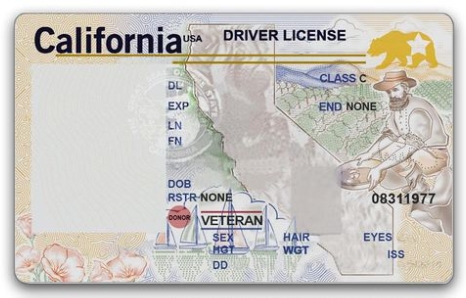 California USA DRIVER LICENSE
CLASS C
DL
EXP
END NONE
LN
FN
DOB
RSTR NONE
08311977
DONOR
VETERAN
SEX HAIR EYES
HGT WGT
ISS
DD